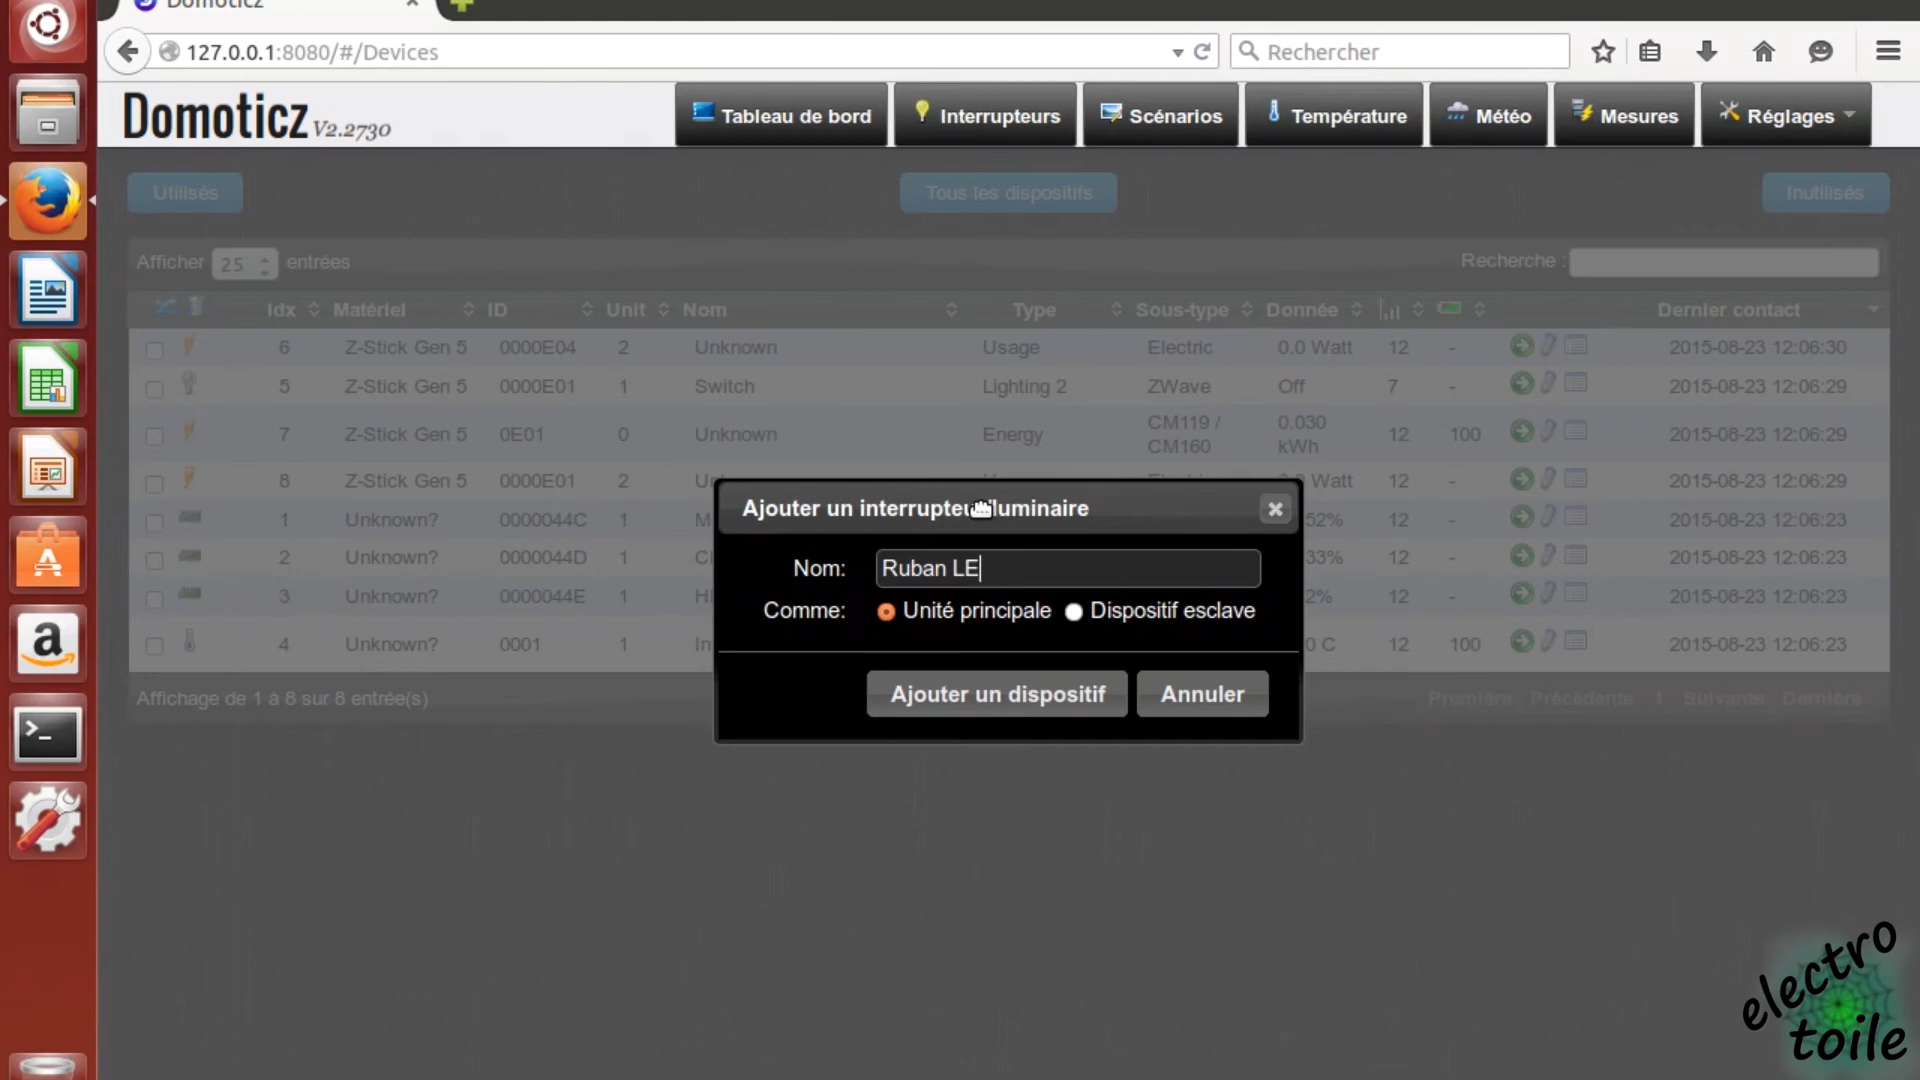 Domoticz
127.0.0.1:8080/#/Devices
Rechercher
Domoticz V2.2730
Tableau de bord
Interrupteurs
Scénarios
Température
Météo
Mesures
Réglages
Utilisés
Tous les dispositifs
Inutilisés
Afficher 25 entrées
Recherche :
Idx Matériel ID Unit Nom Type Sous-type Donnée Dernier contact
6 Z-Stick Gen 5 0000E04 2 Unknown Usage Electric 0.0 Watt 12 - 2015-08-23 12:06:30
5 Z-Stick Gen 5 0000E01 1 Switch Lighting 2 ZWave Off 7 - 2015-08-23 12:06:29
7 Z-Stick Gen 5 0E01 0 Unknown Energy CM119 / CM160 0.030 kWh 12 100 2015-08-23 12:06:29
8 Z-Stick Gen 5 0000E01 2 Watt 12 - 2015-08-23 12:06:29
1 Unknown? 0000044C 1 52% 12 - 2015-08-23 12:06:23
2 Unknown? 0000044D 1 33% 12 - 2015-08-23 12:06:23
3 Unknown? 0000044E 1 2% 12 - 2015-08-23 12:06:23
4 Unknown? 0001 1 In 0 C 12 100 2015-08-23 12:06:23
Affichage de 1 à 8 sur 8 entrée(s)
Première Précédente 1 Suivante Dernière
Ajouter un interrupteu luminaire
Nom: Ruban LE
Comme: Unité principale Dispositif esclave
Ajouter un dispositif
Annuler
electro
toile